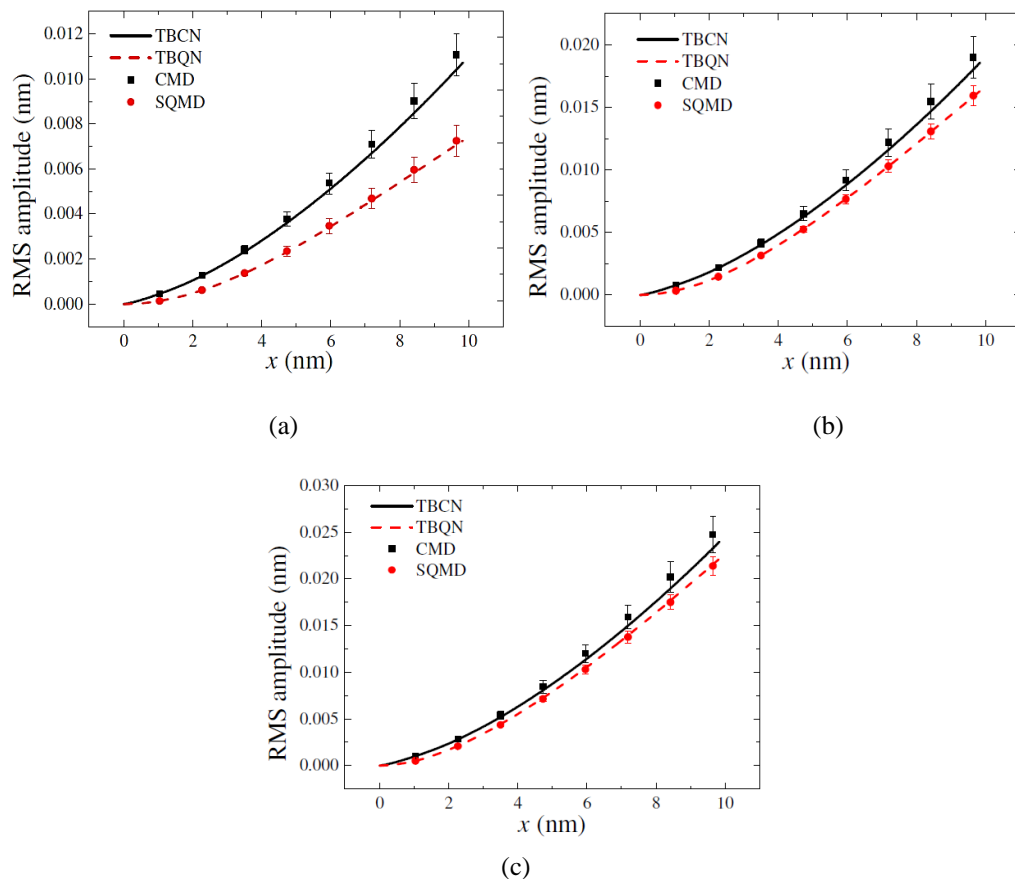 TBCN
TBQN
CMD
SQMD
RMS amplitude (nm)
0.012
0.010
0.008
0.006
0.004
0.002
0.000
0 2 4 6 8 10
x (nm)
(a)
TBCN
TBQN
CMD
SQMD
RMS amplitude (nm)
0.020
0.015
0.010
0.005
0.000
0 2 4 6 8 10
x (nm)
(b)
TBCN
TBQN
CMD
SQMD
RMS amplitude (nm)
0.030
0.025
0.020
0.015
0.010
0.005
0.000
0 2 4 6 8 10
x (nm)
(c)